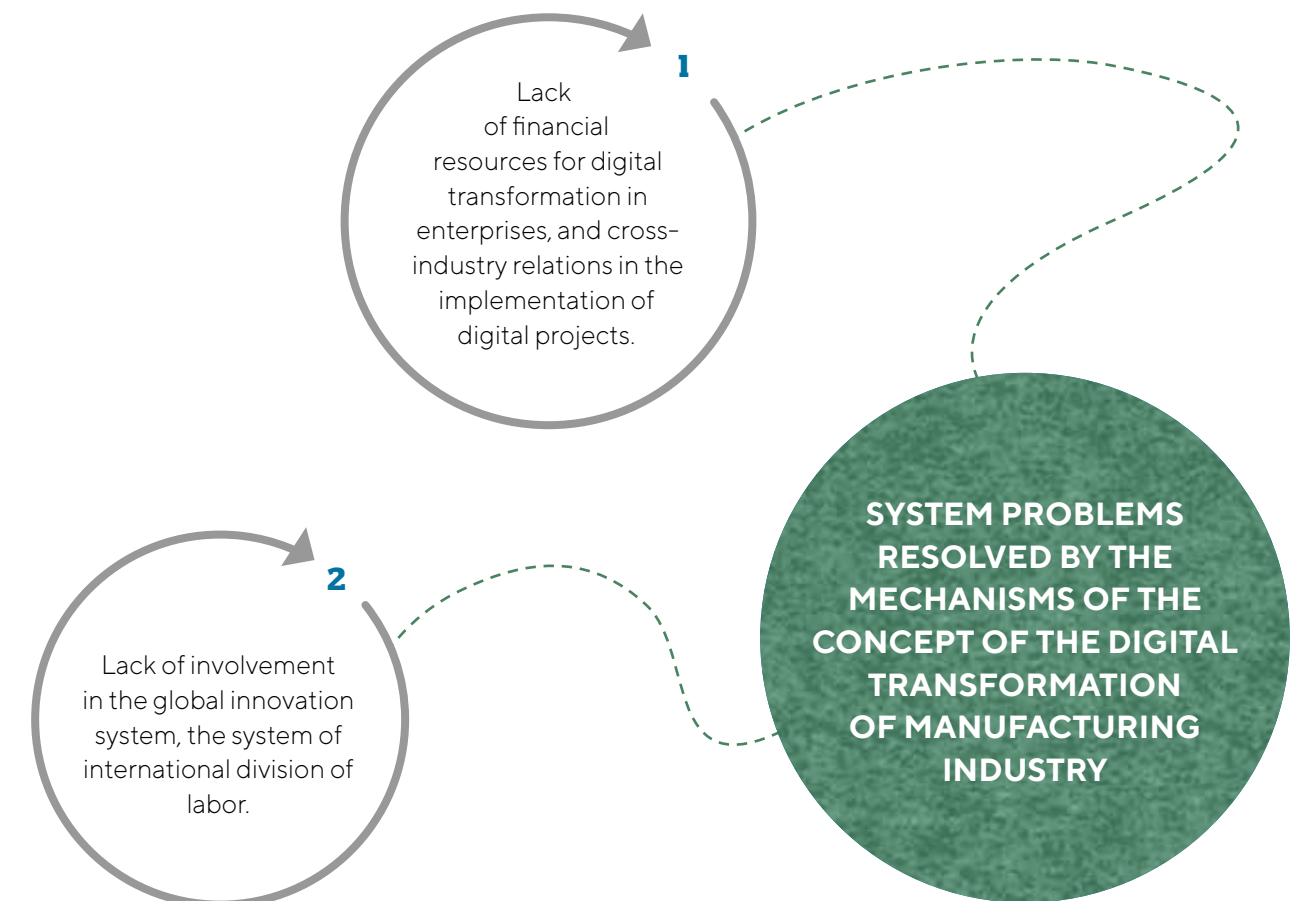 1
Lack
of financial
resources for digital
transformation in
enterprises, and cross-
industry relations in the
implementation of
digital projects.
2
Lack of involvement
in the global innovation
system, the system of
international division of
labor.
SYSTEM PROBLEMS
RESOLVED BY THE
MECHANISMS OF THE
CONCEPT OF THE DIGITAL
TRANSFORMATION
OF MANUFACTURING
INDUSTRY